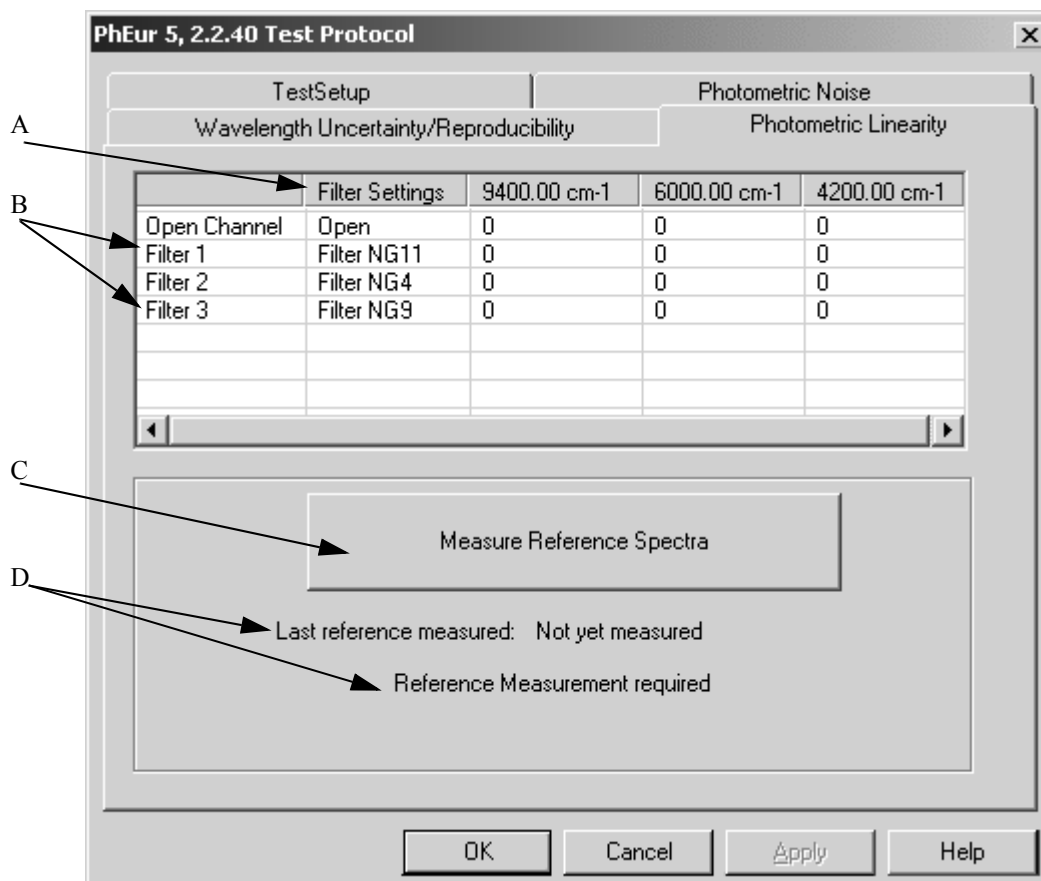 PhEur 5, 2.2.40 Test Protocol
TestSetup Photometric Noise
Wavelength Uncertainty/Reproducibility Photometric Linearity
A
Filter Settings 9400.00 cm-1 6000.00 cm-1 4200.00 cm-1
B
Open Channel Open 0 0 0
Filter 1 Filter NG11 0 0 0
Filter 2 Filter NG4 0 0 0
Filter 3 Filter NG9 0 0 0
C
Measure Reference Spectra
D
Last reference measured: Not yet measured
Reference Measurement required
OK Cancel Apply Help